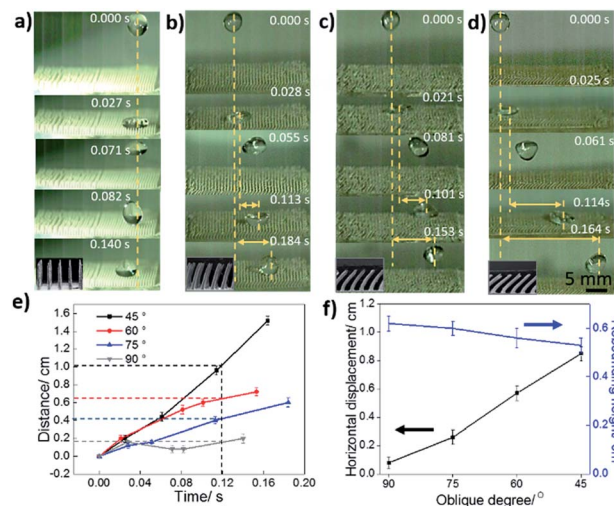 a)
0.000 s
0.027 s
0.071 s
0.082 s
0.140 s
b)
0.000 s
0.028 s
0.055 s
0.113 s
0.184 s
c)
0.000 s
0.021 s
0.081 s
0.101 s
0.153 s
d)
0.000 s
0.025 s
0.061 s
0.114 s
0.164 s
5 mm
e)
45 °
60 °
75 °
90 °
Distance/ cm
1.6
1.4
1.2
1.0
0.8
0.6
0.4
0.2
0.0
-0.2
0.00 0.04 0.08 0.12 0.16 0.20
Time/ s
f)
Horizontal displacement/ cm
1.2
1.0
0.8
0.6
0.4
0.2
0.0
0.6
0.4
0.2
0.0
90 75 60 45
Oblique degree/ °